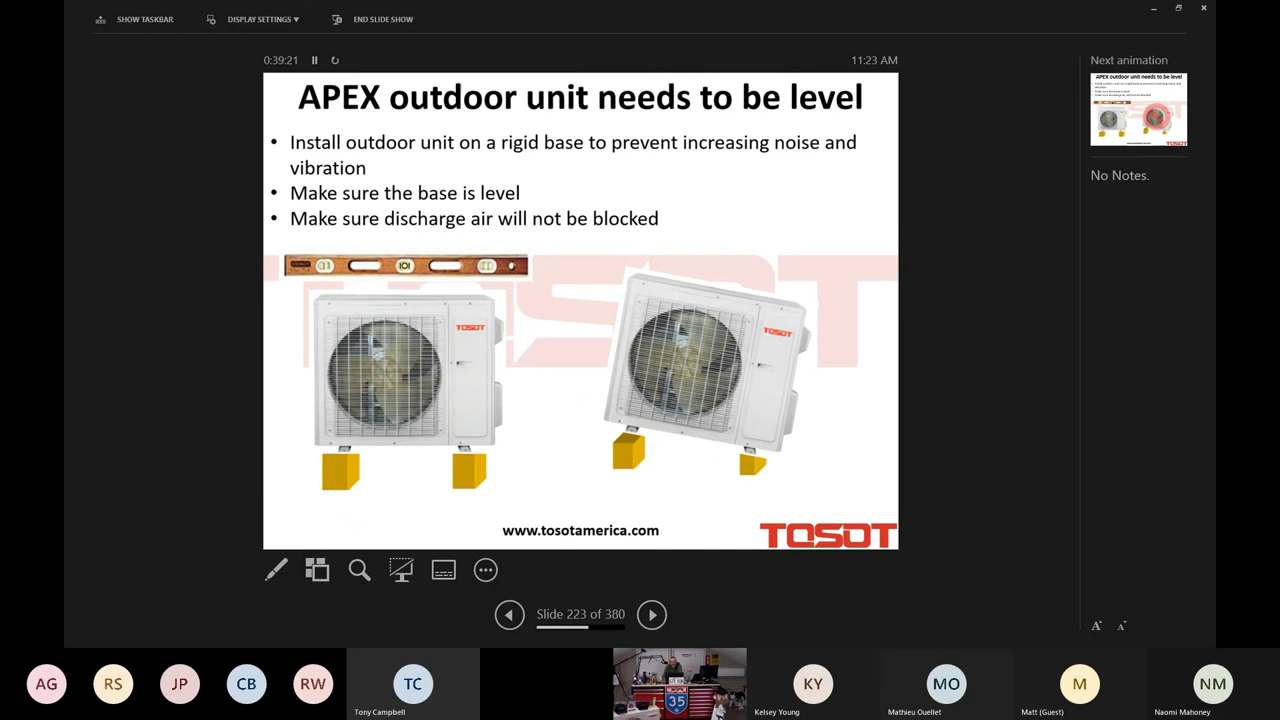 SHOW TASKBAR
DISPLAY SETTINGS ▾
END SLIDE SHOW
0:39:21
11:23 AM
Next animation
APEX outdoor unit needs to be level
APEX outdoor unit needs to be level
• Install outdoor unit on a rigid base to prevent increasing noise and
vibration
• Make sure the base is level
• Make sure discharge air will not be blocked
No Notes.
TOSOT
TOSOT
TOSOT
www.tosotamerica.com
TOSOT
Slide 223 of 380
A A
AG
RS
JP
CB
RW
TC
35
KY
MO
M
NM
Tony Campbell
Kelsey Young
Mathieu Ouellet
Matt (Guest)
Naomi Mahoney